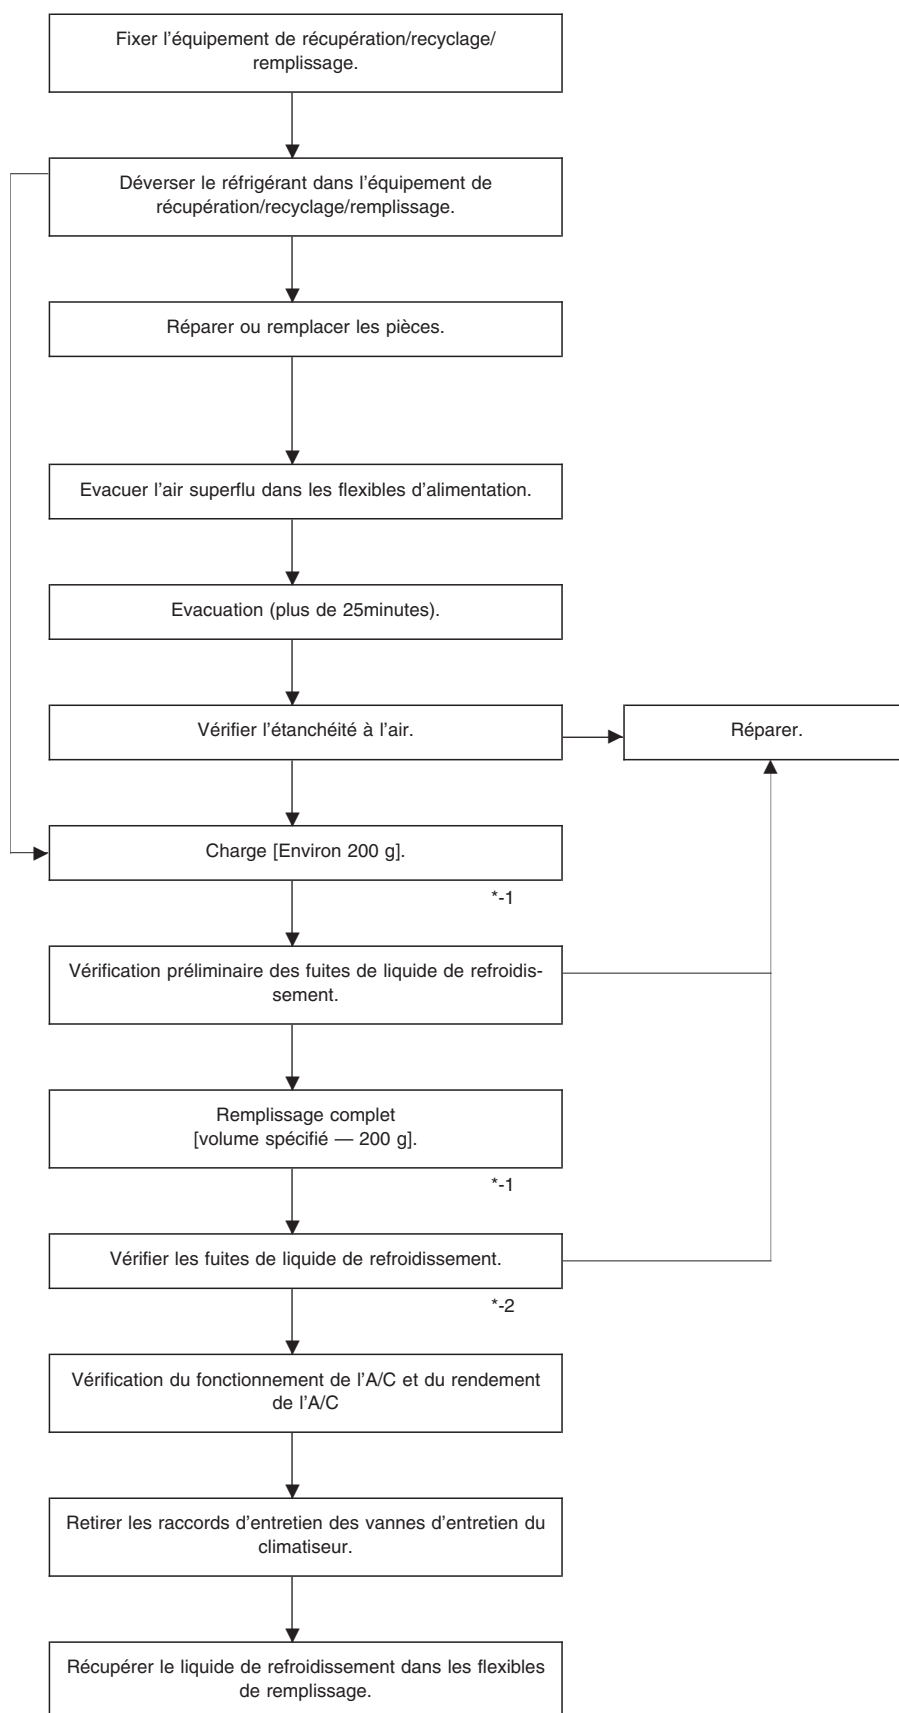 Fixer l'équipement de récupération/recyclage/
remplissage.
Déverser le réfrigérant dans l'équipement de
récupération/recyclage/remplissage.
Réparer ou remplacer les pièces.
Evacuer l'air superflu dans les flexibles d'alimentation.
Evacuation (plus de 25minutes).
Vérifier l'étanchéité à l'air.
Réparer.
Charge [Environ 200 g].
*-1
Vérification préliminaire des fuites de liquide de refroidis-
sement.
Remplissage complet
[volume spécifié — 200 g].
*-1
Vérifier les fuites de liquide de refroidissement.
*-2
Vérification du fonctionnement de l'A/C et du rendement
de l'A/C
Retirer les raccords d'entretien des vannes d'entretien du
climatiseur.
Récupérer le liquide de refroidissement dans les flexibles
de remplissage.